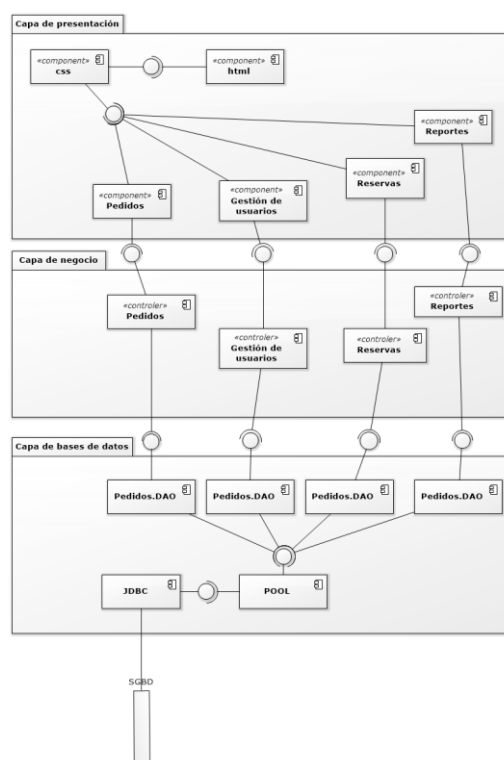 Capa de presentación
«component»
css
«component»
html
«component»
Reportes
«component»
Reservas
«component»
Pedidos
«component»
Gestión de
usuarios
Capa de negocio
«controler»
Pedidos
«controler»
Reportes
«controler»
Gestión de
usuarios
«controler»
Reservas
Capa de bases de datos
Pedidos.DAO
Pedidos.DAO
Pedidos.DAO
Pedidos.DAO
JDBC
POOL
SGBD